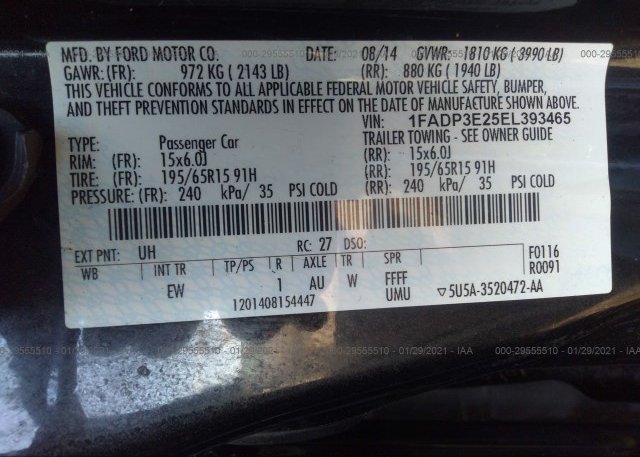 MFD. BY FORD MOTOR CO. DATE: 08/14 GVWR: 1810 KG (3990 LB)
GAWR: (FR): 972 KG (2143 LB) (RR): 880 KG (1940 LB)
THIS VEHICLE CONFORMS TO ALL APPLICABLE FEDERAL MOTOR VEHICLE SAFETY, BUMPER,
AND THEFT PREVENTION STANDARDS IN EFFECT ON THE DATE OF MANUFACTURE SHOWN ABOVE.
VIN: 1FADP3E25EL393465
TYPE: Passenger Car TRAILER TOWING - SEE OWNER GUIDE
RIM: (FR): 15x6.0J (RR): 15x6.0J
TIRE: (FR): 195/65R15 91H (RR): 195/65R15 91H
PRESSURE: (FR): 240 kPa/ 35 PSI COLD (RR): 240 kPa/ 35 PSI COLD
EXT PNT: UH RC: 27 DSO: F0116
WB INT TR TP/PS R AXLE TR SPR R0091
EW 1 AU W FFFF
1201408154447 UMU ▽5U5A-3520472-AA
000-29555510 - 01/29/2021 - IAA